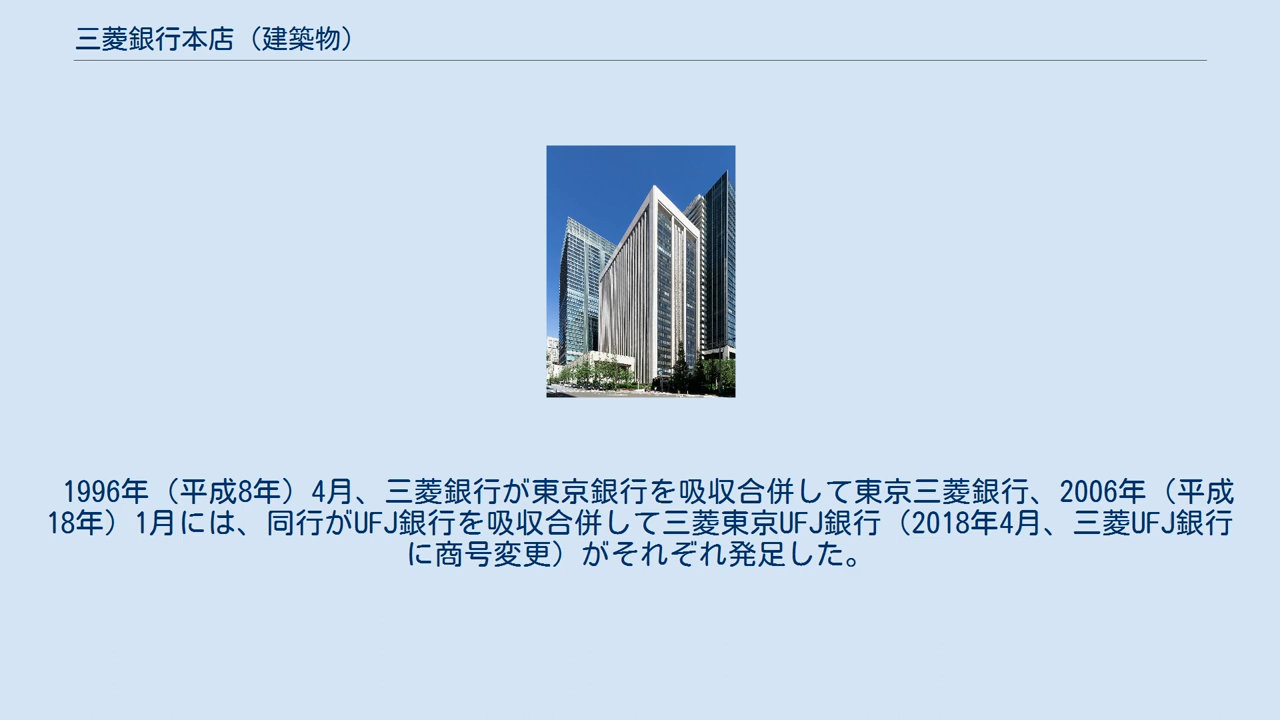 三菱銀行本店（建築物）
1996年（平成8年）4月、三菱銀行が東京銀行を吸収合併して東京三菱銀行、2006年（平成
18年）1月には、同行がUFJ銀行を吸収合併して三菱東京UFJ銀行（2018年4月、三菱UFJ銀行
に商号変更）がそれぞれ発足した。